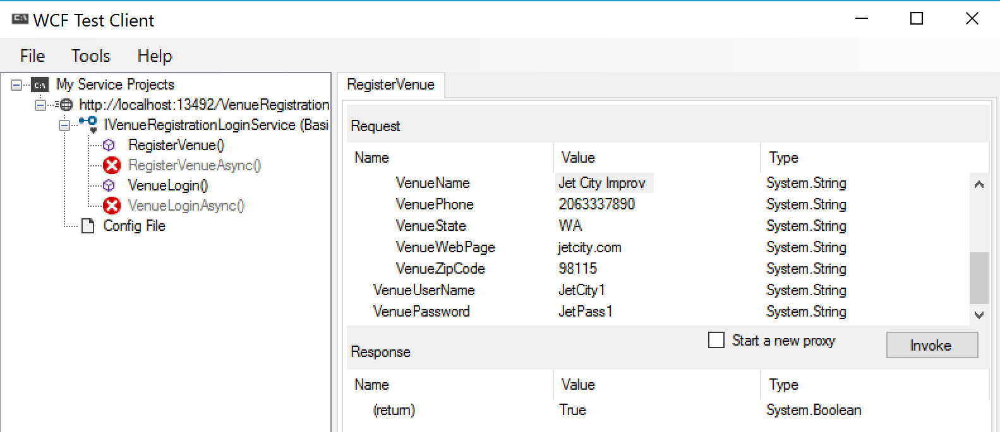 WCF Test Client
File Tools Help
My Service Projects
http://localhost:13492/VenueRegistration
IVenueRegistrationLoginService (Basi
RegisterVenue()
RegisterVenueAsync()
VenueLogin()
VenueLoginAsync()
Config File
RegisterVenue
Request
Name Value Type
VenueName Jet City Improv System.String
VenuePhone 2063337890 System.String
VenueState WA System.String
VenueWebPage jetcity.com System.String
VenueZipCode 98115 System.String
VenueUserName JetCity1 System.String
VenuePassword JetPass1 System.String
Start a new proxy Invoke
Response
Name Value Type
(return) True System.Boolean